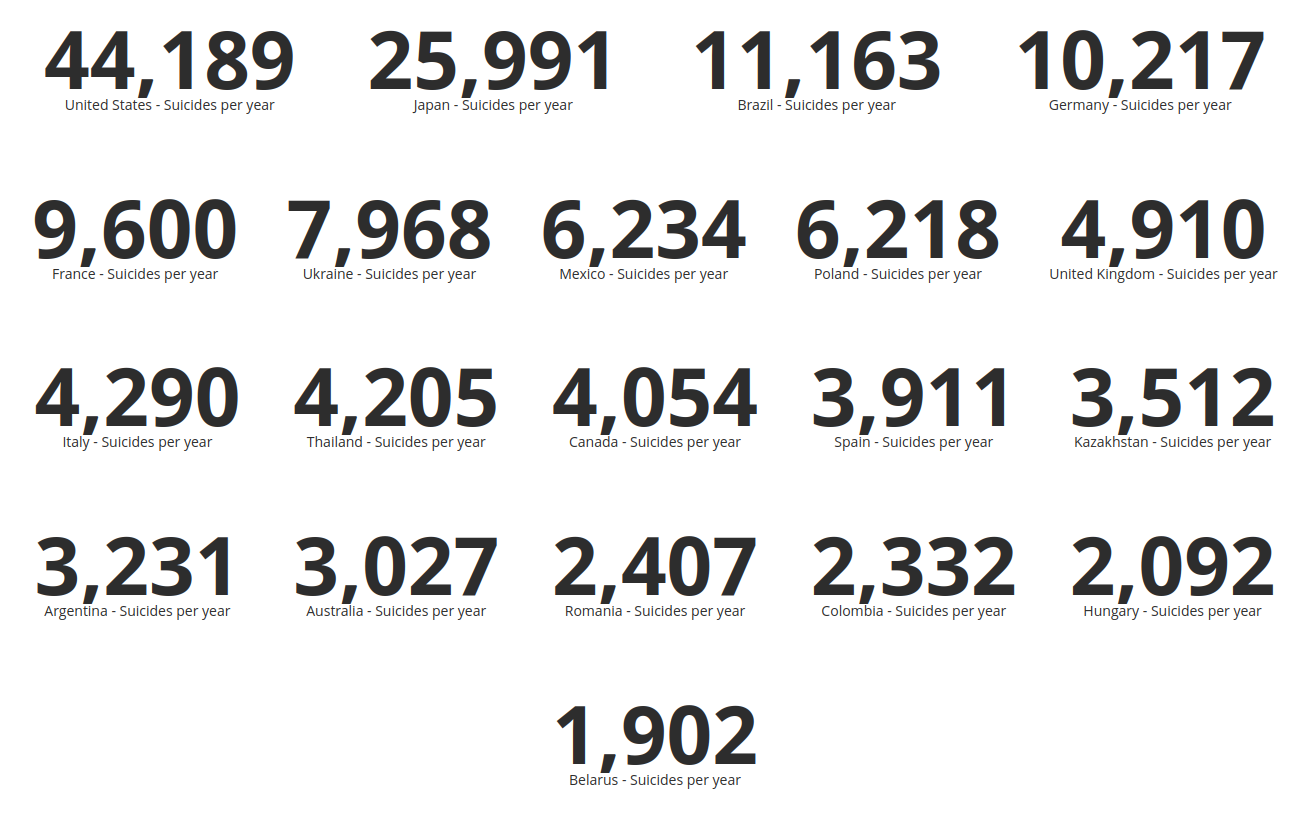 44,189 25,991 11,163 10,217
United States - Suicides per year Japan - Suicides per year Brazil - Suicides per year Germany - Suicides per year
9,600 7,968 6,234 6,218 4,910
France - Suicides per year Ukraine - Suicides per year Mexico - Suicides per year Poland - Suicides per year United Kingdom - Suicides per year
4,290 4,205 4,054 3,911 3,512
Italy - Suicides per year Thailand - Suicides per year Canada - Suicides per year Spain - Suicides per year Kazakhstan - Suicides per year
3,231 3,027 2,407 2,332 2,092
Argentina - Suicides per year Australia - Suicides per year Romania - Suicides per year Colombia - Suicides per year Hungary - Suicides per year
1,902
Belarus - Suicides per year